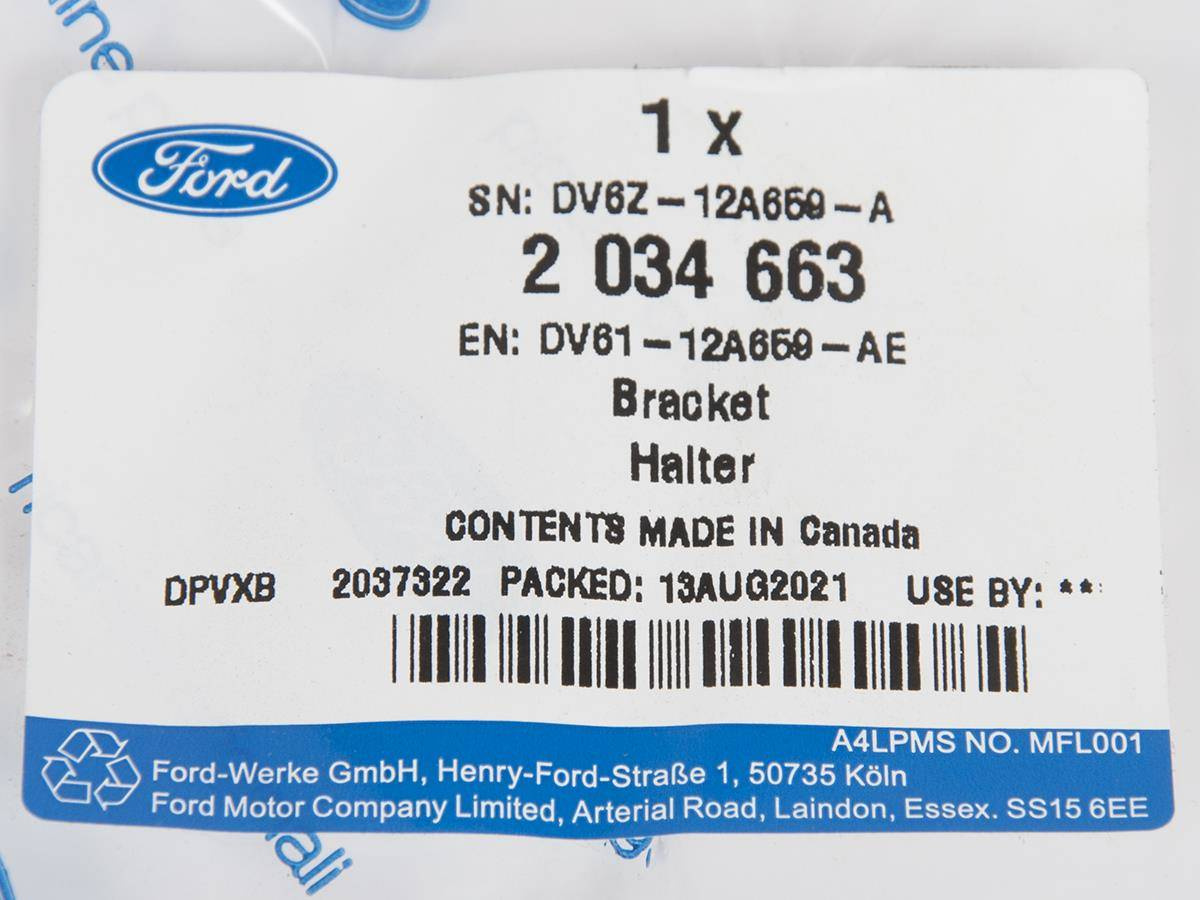 ine
Ford
1 x
SN: DV6Z-12A659-A
2 034 663
EN: DV61-12A659-AE
Bracket
Halter
CONTENTS MADE IN Canada
DPVXB 2037322 PACKED: 13AUG2021 USE BY: **
A4LPMS NO. MFL001
Ford-Werke GmbH, Henry-Ford-Straße 1, 50735 Köln
Ford Motor Company Limited, Arterial Road, Laindon, Essex. SS15 6EE
ali